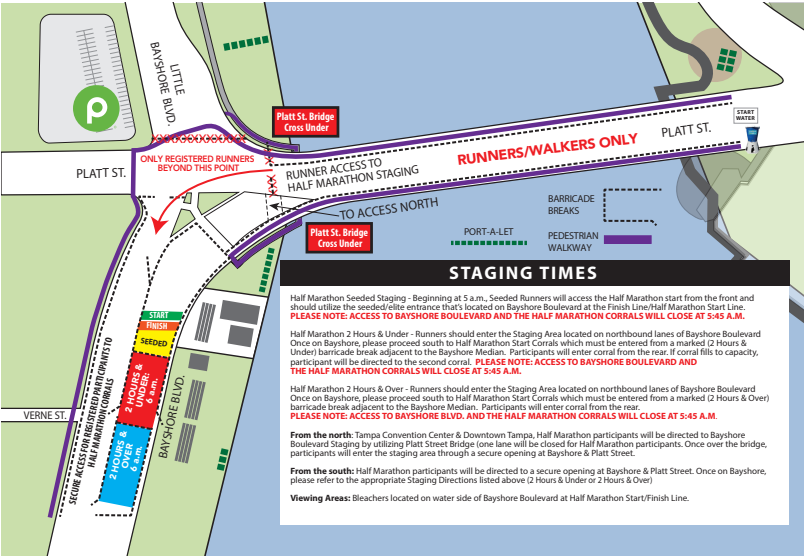 LITTLE
BAYSHORE BLVD.
p
Platt St. Bridge
Cross Under
START
WATER
PLATT ST.
RUNNERS/WALKERS ONLY
ONLY REGISTERED RUNNERS
BEYOND THIS POINT
PLATT ST.
RUNNER ACCESS TO
HALF MARATHON STAGING
TO ACCESS NORTH
Platt St. Bridge
Cross Under
BARRICADE
BREAKS
PORT-A-LET
PEDESTRIAN
WALKWAY
START
FINISH
SEEDED
2 HOURS &
UNDER:
6 a.m.
2 HOURS &
OVER:
6 a.m.
BAYSHORE BLVD.
SECURE ACCESS FOR REGISTERED PARTICIPANTS TO
HALF MARATHON CORRALS
VERNE ST.
STAGING TIMES
Half Marathon Seeded Staging - Beginning at 5 a.m., Seeded Runners will access the Half Marathon start from the front and
should utilize the seeded/elite entrance that's located on Bayshore Boulevard at the Finish Line/Half Marathon Start Line.
PLEASE NOTE: ACCESS TO BAYSHORE BOULEVARD AND THE HALF MARATHON CORRALS WILL CLOSE AT 5:45 A.M.
Half Marathon 2 Hours & Under - Runners should enter the Staging Area located on northbound lanes of Bayshore Boulevard
Once on Bayshore, please proceed south to Half Marathon Start Corrals which must be entered from a marked (2 Hours &
Under) barricade break adjacent to the Bayshore Median. Participants will enter corral from the rear. If corral fills to capacity,
participant will be directed to the second corral. PLEASE NOTE: ACCESS TO BAYSHORE BOULEVARD AND
THE HALF MARATHON CORRALS WILL CLOSE AT 5:45 A.M.
Half Marathon 2 Hours & Over - Runners should enter the Staging Area located on northbound lanes of Bayshore Boulevard
Once on Bayshore, please proceed south to Half Marathon Start Corrals which must be entered from a marked (2 Hours & Over)
barricade break adjacent to the Bayshore Median. Participants will enter corral from the rear.
PLEASE NOTE: ACCESS TO BAYSHORE BLVD. AND THE HALF MARATHON CORRALS WILL CLOSE AT 5:45 A.M.
From the north: Tampa Convention Center & Downtown Tampa, Half Marathon participants will be directed to Bayshore
Boulevard Staging by utilizing Platt Street Bridge (one lane will be closed for Half Marathon participants. Once over the bridge,
participants will enter the staging area through a secure opening at Bayshore & Platt Street.
From the south: Half Marathon participants will be directed to a secure opening at Bayshore & Platt Street. Once on Bayshore,
please refer to the appropriate Staging Directions listed above (2 Hours & Under or 2 Hours & Over)
Viewing Areas: Bleachers located on water side of Bayshore Boulevard at Half Marathon Start/Finish Line.